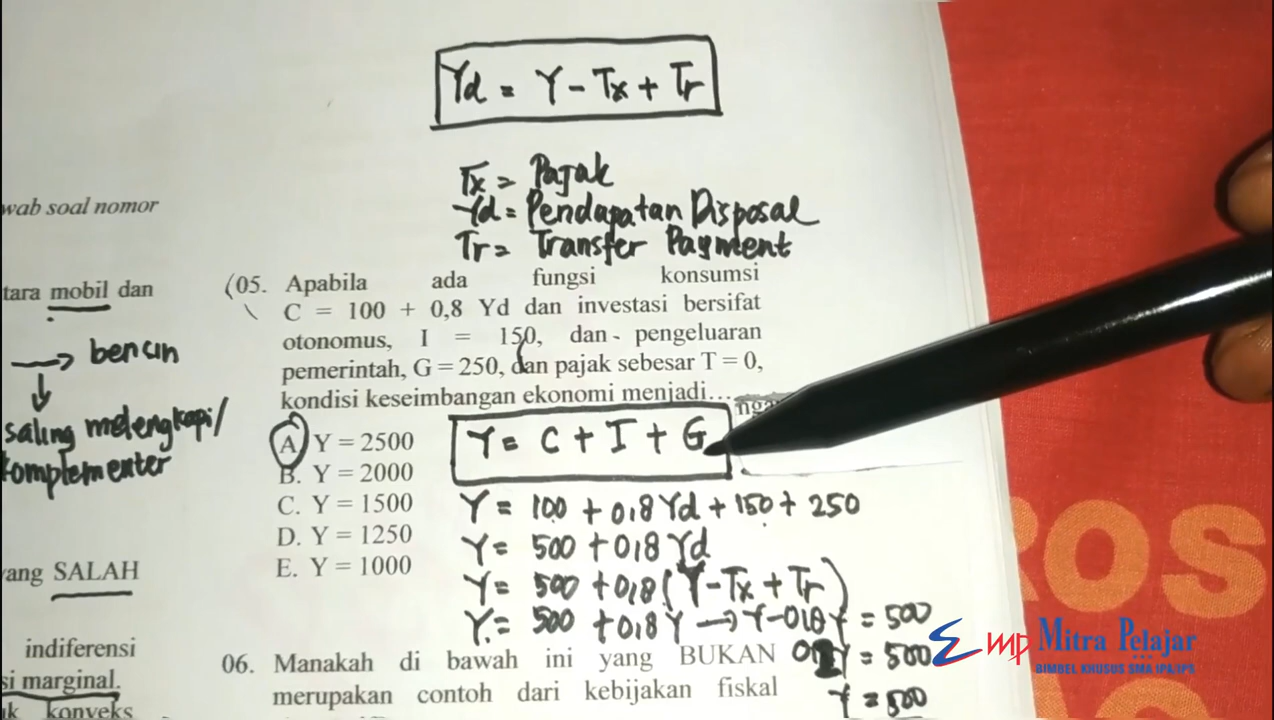 Yd = Y - Tx + Tr
Tx = Pajak
Yd = Pendapatan Disposal
Tr = Transfer Payment
wab soal nomor
tara mobil dan
bencin
saling melengkapi/
komplementer
yang SALAH
indiferensi
si marginal.
konveks
(05. Apabila ada fungsi konsumsi
C = 100 + 0,8 Yd dan investasi bersifat
otonomus, I = 150, dan pengeluaran
pemerintah, G = 250, dan pajak sebesar T = 0,
kondisi keseimbangan ekonomi menjadi…
A. Y = 2500
B. Y = 2000
C. Y = 1500
D. Y = 1250
E. Y = 1000
Y = C + I + G
Y = 100 + 0,8 Yd + 150 + 250
Y = 500 + 0,8 Yd
Y = 500 + 0,8 (Y - Tx + Tr)
Y = 500 + 0,8 Y → Y - 0,8 Y = 500
Y = 500
Y = 500
06. Manakah di bawah ini yang BUKAN
merupakan contoh dari kebijakan fiskal
ROS
emp Mitra Pelajar
BIMBEL KHUSUS SMA IPA/IPS